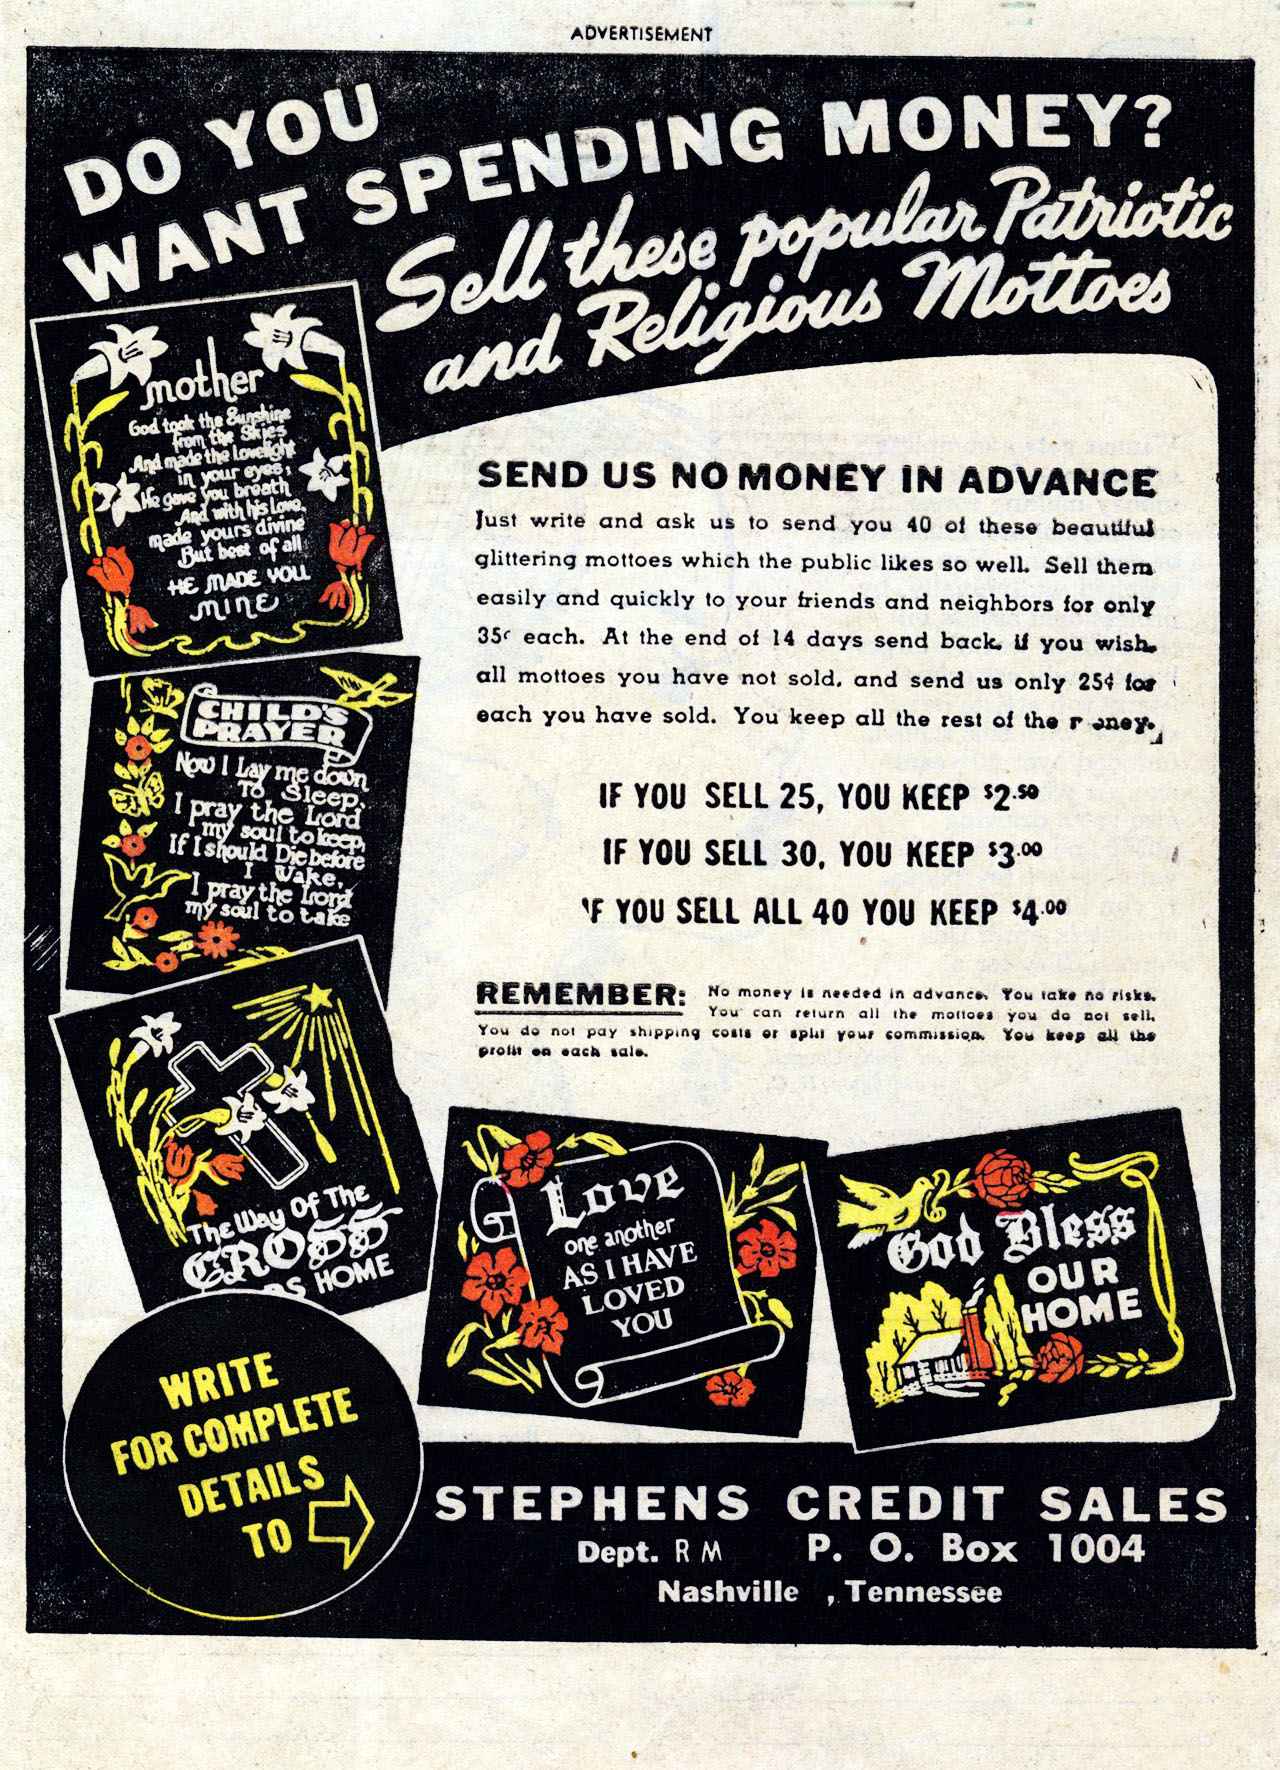 ADVERTISEMENT
DO YOU
WANT SPENDING MONEY?
Sell these popular Patriotic
and Religious Mottoes
mother
God took the Sunshine
from the Skies
And made the Lovelight
in your eyes;
He gave you breath
And with his Love,
made yours divine
But best of all
HE MADE YOU
MINE
CHILD'S
PRAYER
Now I Lay me down
To Sleep,
I pray the Lord
my soul to keep,
If I should Die before
I Wake,
I pray the Lord
my soul to take
The Way Of The
CROSS
HOME
SEND US NO MONEY IN ADVANCE
Just write and ask us to send you 40 of these beautiful
glittering mottoes which the public likes so well. Sell them
easily and quickly to your friends and neighbors for only
35¢ each. At the end of 14 days send back, if you wish,
all mottoes you have not sold, and send us only 25¢ for
each you have sold. You keep all the rest of the money.
IF YOU SELL 25, YOU KEEP $2.50
IF YOU SELL 30, YOU KEEP $3.00
IF YOU SELL ALL 40 YOU KEEP $4.00
REMEMBER: No money is needed in advance. You take no risks.
You can return all the mottoes you do not sell.
You do not pay shipping costs or split your commission. You keep all the
profit on each sale.
Love
one another
AS I HAVE
LOVED
YOU
God Bless
OUR
HOME
WRITE
FOR COMPLETE
DETAILS
TO
STEPHENS CREDIT SALES
Dept. R M P. O. Box 1004
Nashville , Tennessee